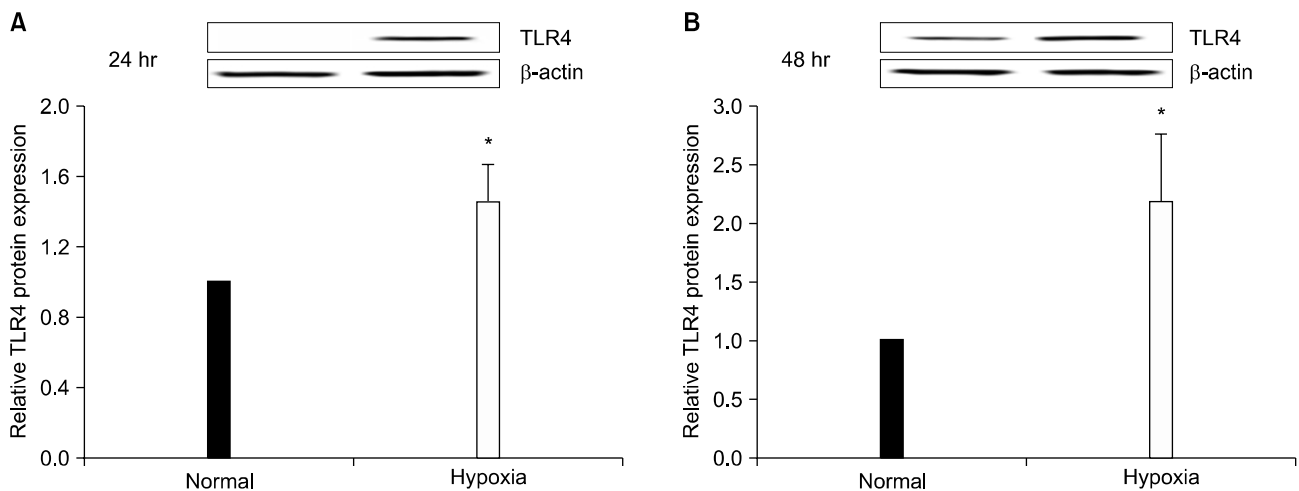 A
24 hr
TLR4
β-actin
Relative TLR4 protein expression
2.0
1.6
1.2
0.8
0.4
0.0
*
Normal
Hypoxia
B
48 hr
TLR4
β-actin
Relative TLR4 protein expression
3.0
2.5
2.0
1.5
1.0
0.5
0.0
*
Normal
Hypoxia